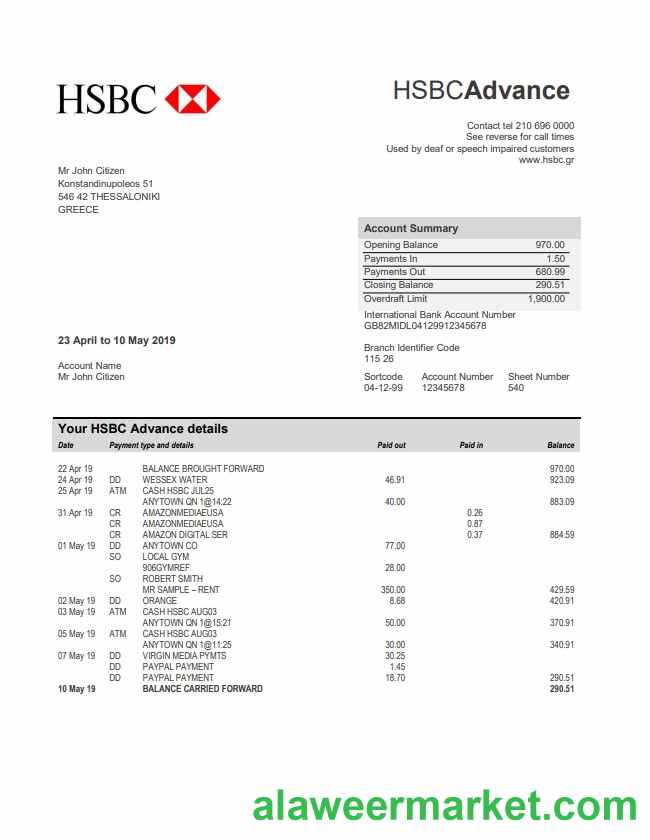 HSBC
HSBCAdvance
Contact tel 210 696 0000
See reverse for call times
Used by deaf or speech impaired customers
www.hsbc.gr
Mr John Citizen
Konstandinupoleos 51
546 42 THESSALONIKI
GREECE
Account Summary
Opening Balance 970.00
Payments In 1.50
Payments Out 680.99
Closing Balance 290.51
Overdraft Limit 1,900.00
International Bank Account Number
GB82MIDL04129912345678
23 April to 10 May 2019
Branch Identifier Code
115 26
Account Name
Mr John Citizen
Sortcode Account Number Sheet Number
04-12-99 12345678 540
Your HSBC Advance details
Date Payment type and details Paid out Paid in Balance
22 Apr 19 BALANCE BROUGHT FORWARD 970.00
24 Apr 19 DD WESSEX WATER 46.91 923.09
25 Apr 19 ATM CASH HSBC JUL25
ANYTOWN QN 1@14:22 40.00 883.09
31 Apr 19 CR AMAZONMEDIAEUSA 0.26
CR AMAZONMEDIAEUSA 0.87
CR AMAZON DIGITAL SER 0.37 884.59
01 May 19 DD ANYTOWN CO 77.00
SO LOCAL GYM
906GYMREF 28.00
SO ROBERT SMITH
MR SAMPLE – RENT 350.00 429.59
02 May 19 DD ORANGE 8.68 420.91
03 May 19 ATM CASH HSBC AUG03
ANYTOWN QN 1@15:21 50.00 370.91
05 May 19 ATM CASH HSBC AUG03
ANYTOWN QN 1@11:25 30.00 340.91
07 May 19 DD VIRGIN MEDIA PYMTS 30.25
DD PAYPAL PAYMENT 1.45
DD PAYPAL PAYMENT 18.70 290.51
10 May 19 BALANCE CARRIED FORWARD 290.51
alaweermarket.com